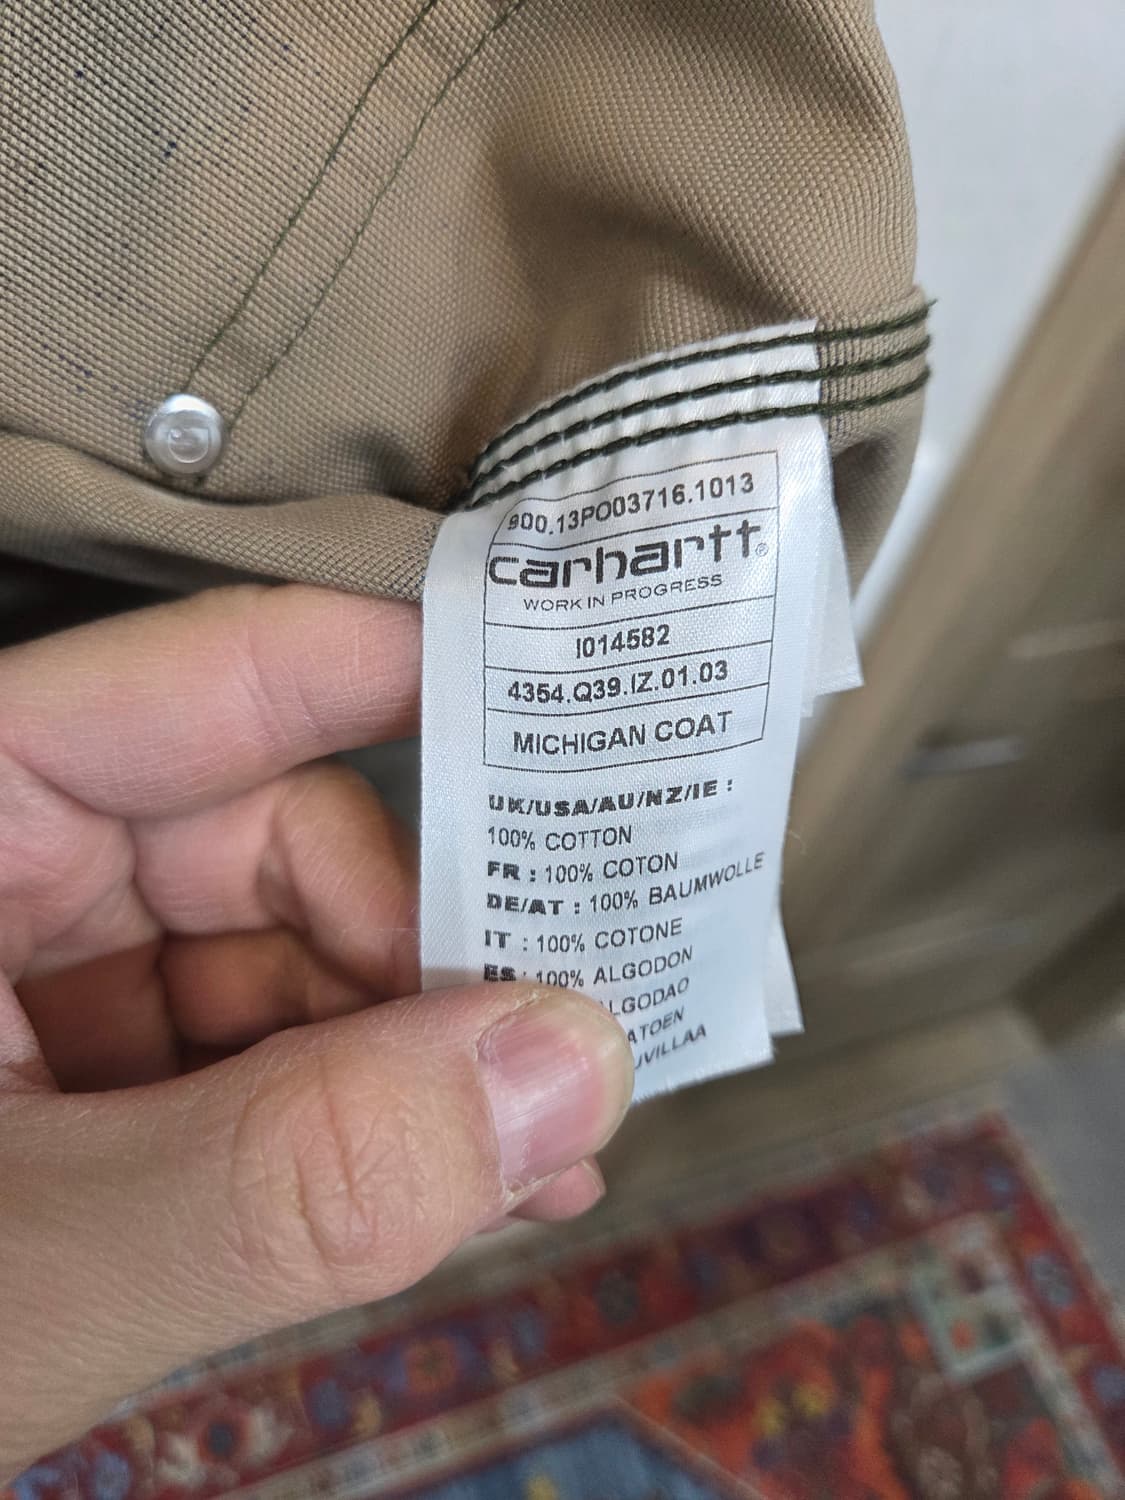 900.13PO03716.1013
carhartt®
WORK IN PROGRESS
I014582
4354.Q39.IZ.01.03
MICHIGAN COAT
UK/USA/AU/NZ/IE :
100% COTTON
FR : 100% COTON
DE/AT : 100% BAUMWOLLE
IT : 100% COTONE
ES : 100% ALGODON